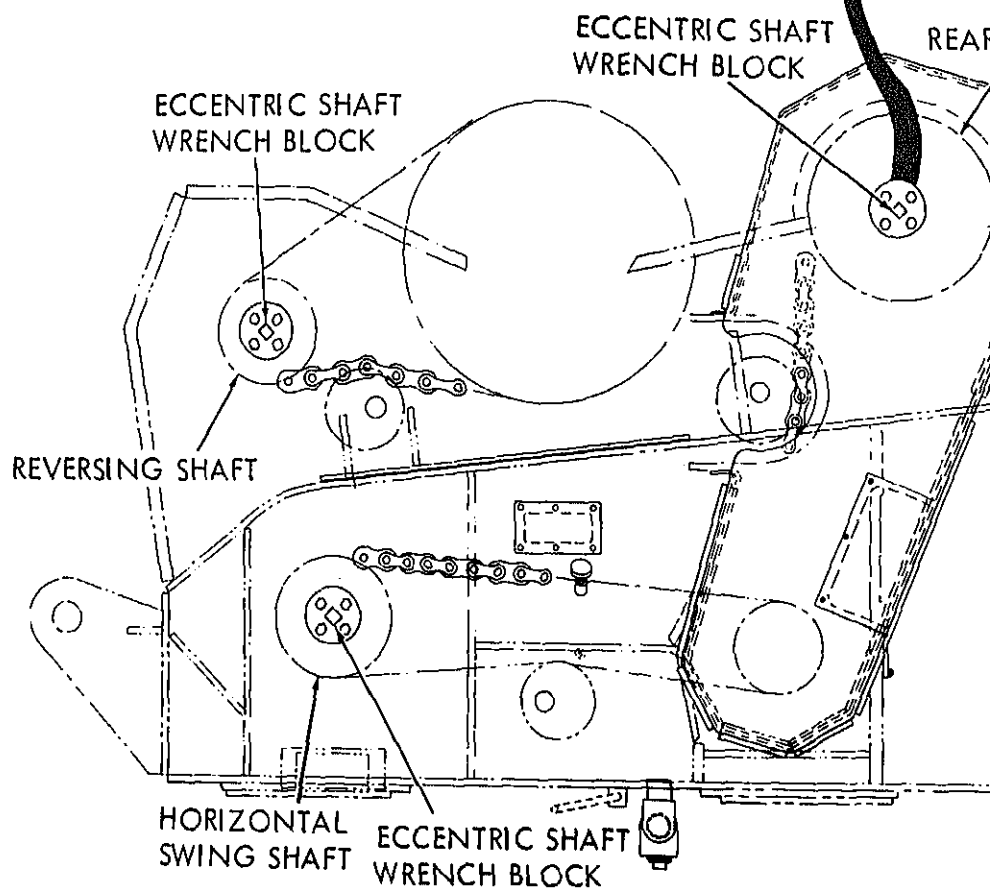 ECCENTRIC SHAFT
WRENCH BLOCK
REAR
ECCENTRIC SHAFT
WRENCH BLOCK
REVERSING SHAFT
HORIZONTAL
SWING SHAFT
ECCENTRIC SHAFT
WRENCH BLOCK